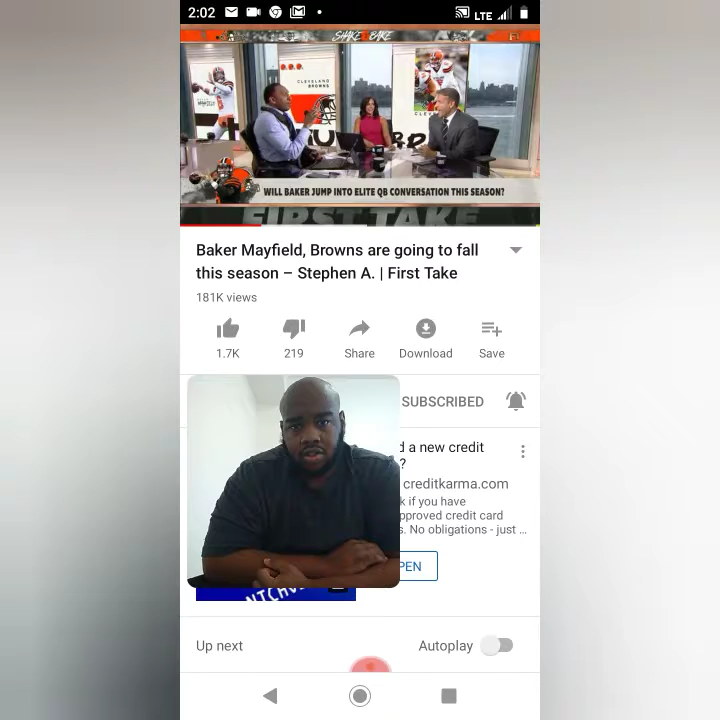 2:02
LTE
SHAKE N BAKE
CLEVELAND
BROWNS
WILL BAKER JUMP INTO ELITE QB CONVERSATION THIS SEASON?
FIRST TAKE
Baker Mayfield, Browns are going to fall
this season – Stephen A. | First Take
181K views
1.7K 219 Share Download Save
SUBSCRIBED
d a new credit
?
creditkarma.com
k if you have
pproved credit card
s. No obligations - just ...
PEN
Up next Autoplay